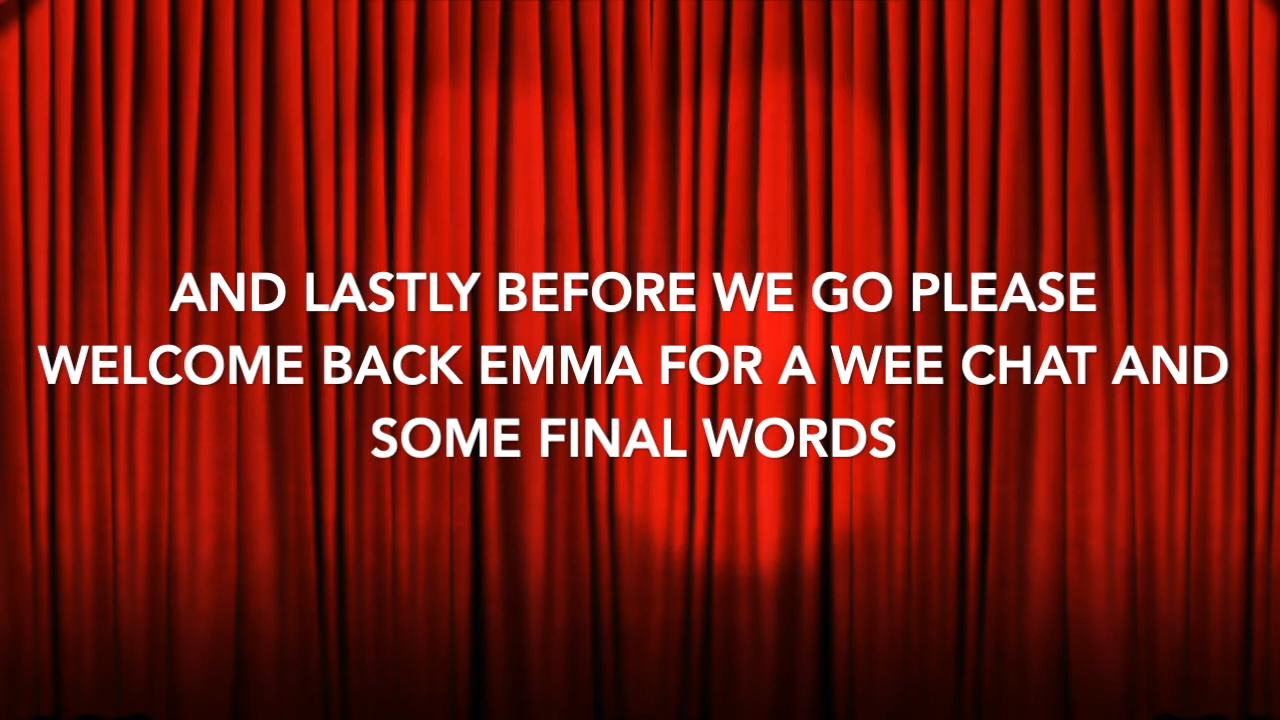 AND LASTLY BEFORE WE GO PLEASE
WELCOME BACK EMMA FOR A WEE CHAT AND
SOME FINAL WORDS